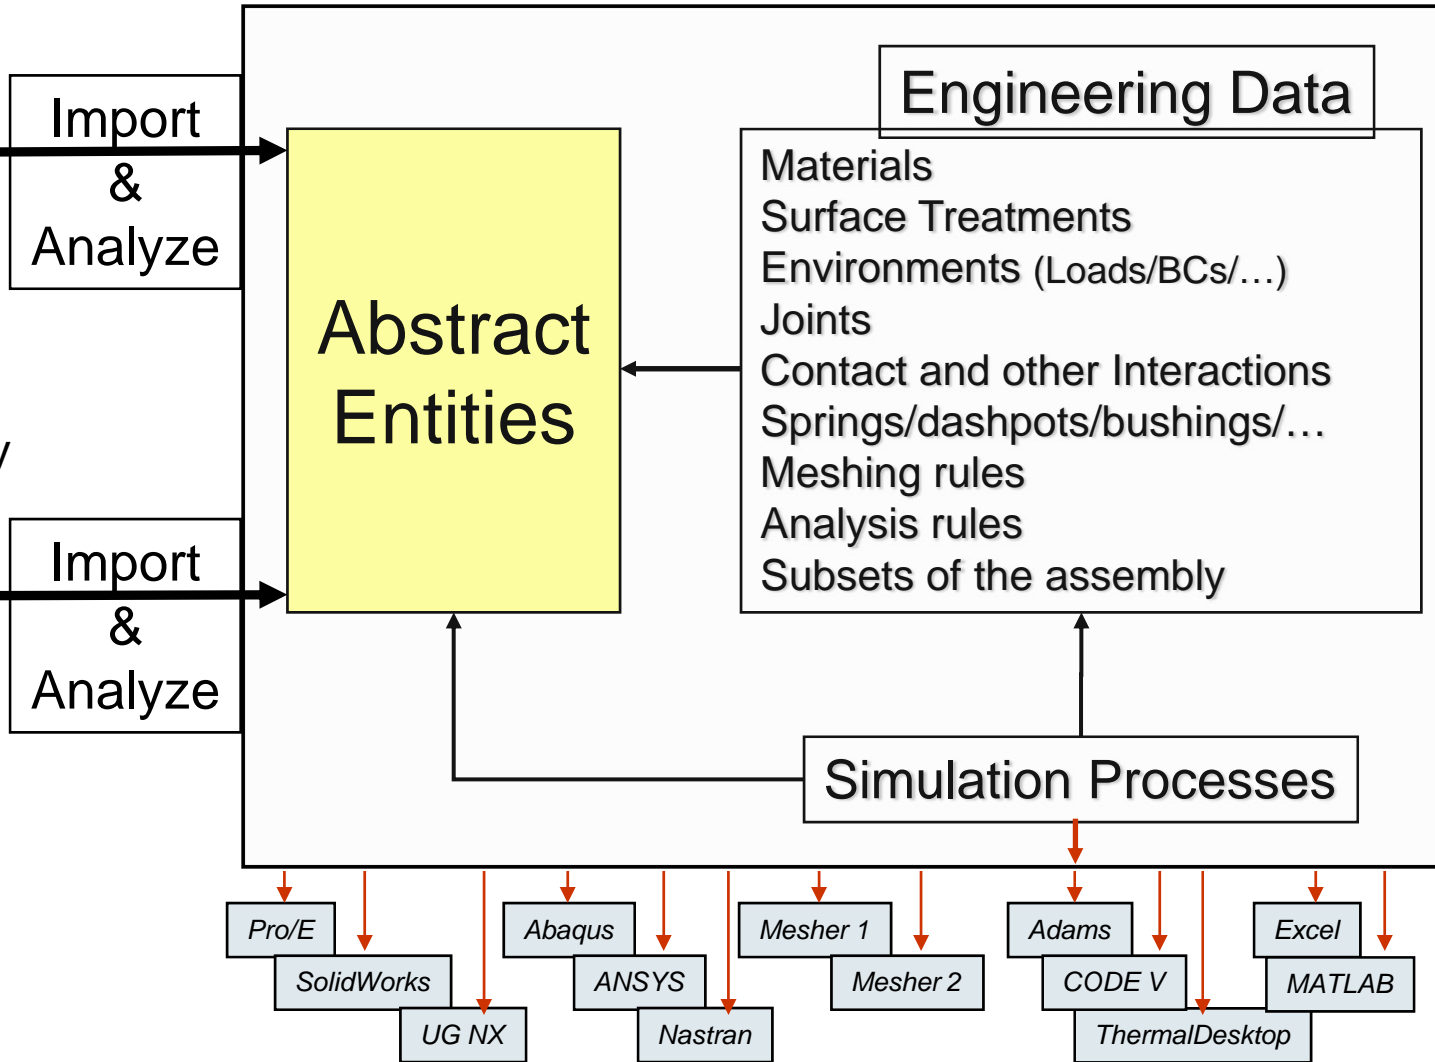 Import
&
Analyze
Engineering Data
Abstract
Entities
Materials
Surface Treatments
Environments (Loads/BCs/…)
Joints
Contact and other Interactions
Springs/dashpots/bushings/…
Meshing rules
Analysis rules
Subsets of the assembly
y
Import
&
Analyze
Simulation Processes
Pro/E
SolidWorks
UG NX
Abaqus
ANSYS
Nastran
Mesher 1
Mesher 2
Adams
CODE V
ThermalDesktop
Excel
MATLAB